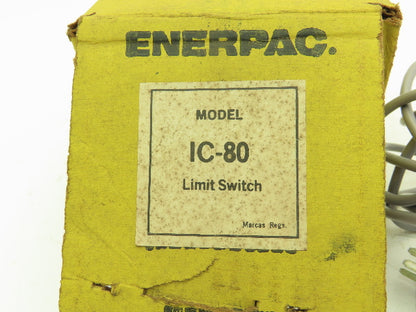 ENERPAC.
MODEL
IC-80
Limit Switch
Marcas Regs.